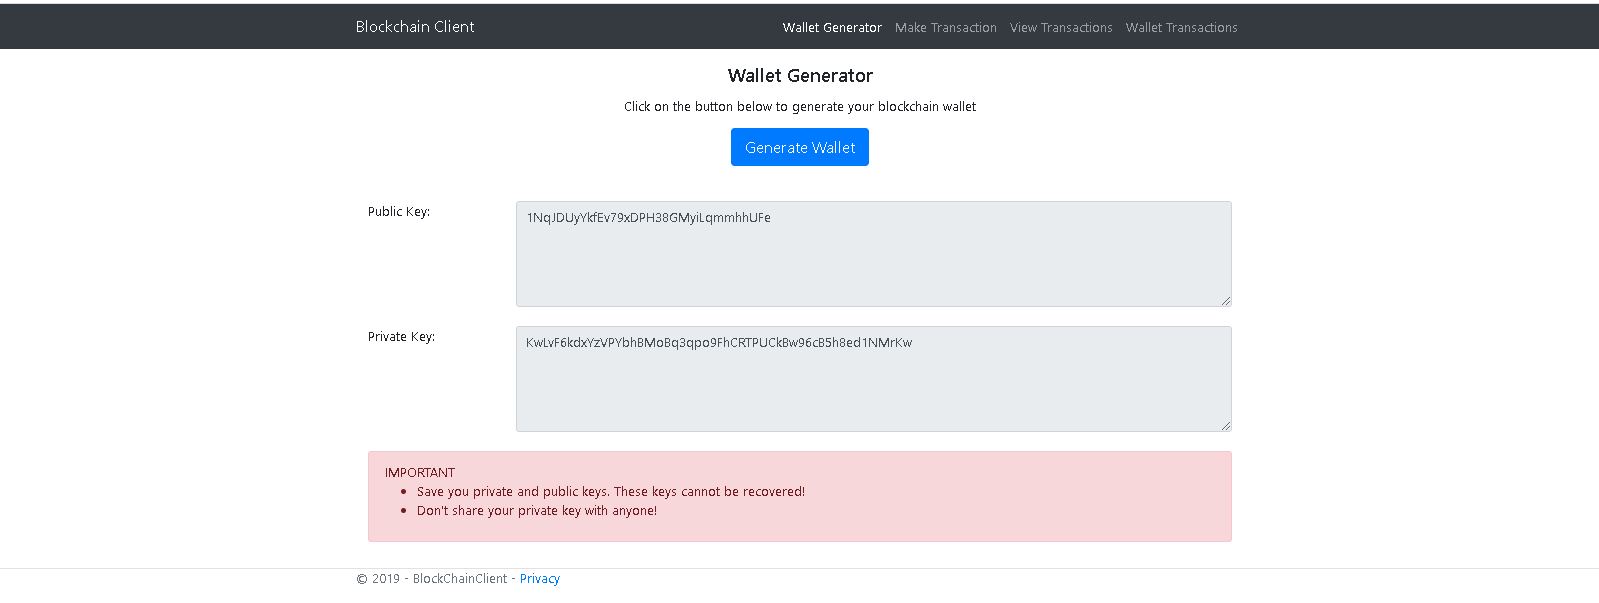 Blockchain Client
Wallet Generator Make Transaction View Transactions Wallet Transactions
Wallet Generator
Click on the button below to generate your blockchain wallet
Generate Wallet
Public Key:
1NqJDUyYkfEv79xDPH38GMyiLqmmhhUFe
Private Key:
KwLvF6kdxYzVPYbhBMoBq3qpo9FhCRTPUCkBw96cB5h8ed1NMrKw
IMPORTANT
Save you private and public keys. These keys cannot be recovered!
Don't share your private key with anyone!
© 2019 - BlockChainClient - Privacy